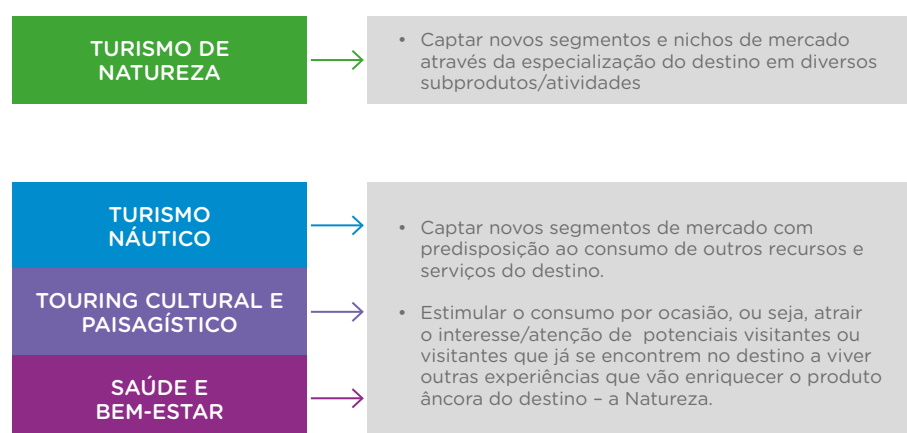 TURISMO DE
NATUREZA
• Captar novos segmentos e nichos de mercado
através da especialização do destino em diversos
subprodutos/atividades
TURISMO
NÁUTICO
TOURING CULTURAL E
PAISAGÍSTICO
SAÚDE E
BEM-ESTAR
• Captar novos segmentos de mercado com
predisposição ao consumo de outros recursos e
serviços do destino.
• Estimular o consumo por ocasião, ou seja, atrair
o interesse/atenção de potenciais visitantes ou
visitantes que já se encontrem no destino a viver
outras experiências que vão enriquecer o produto
âncora do destino – a Natureza.